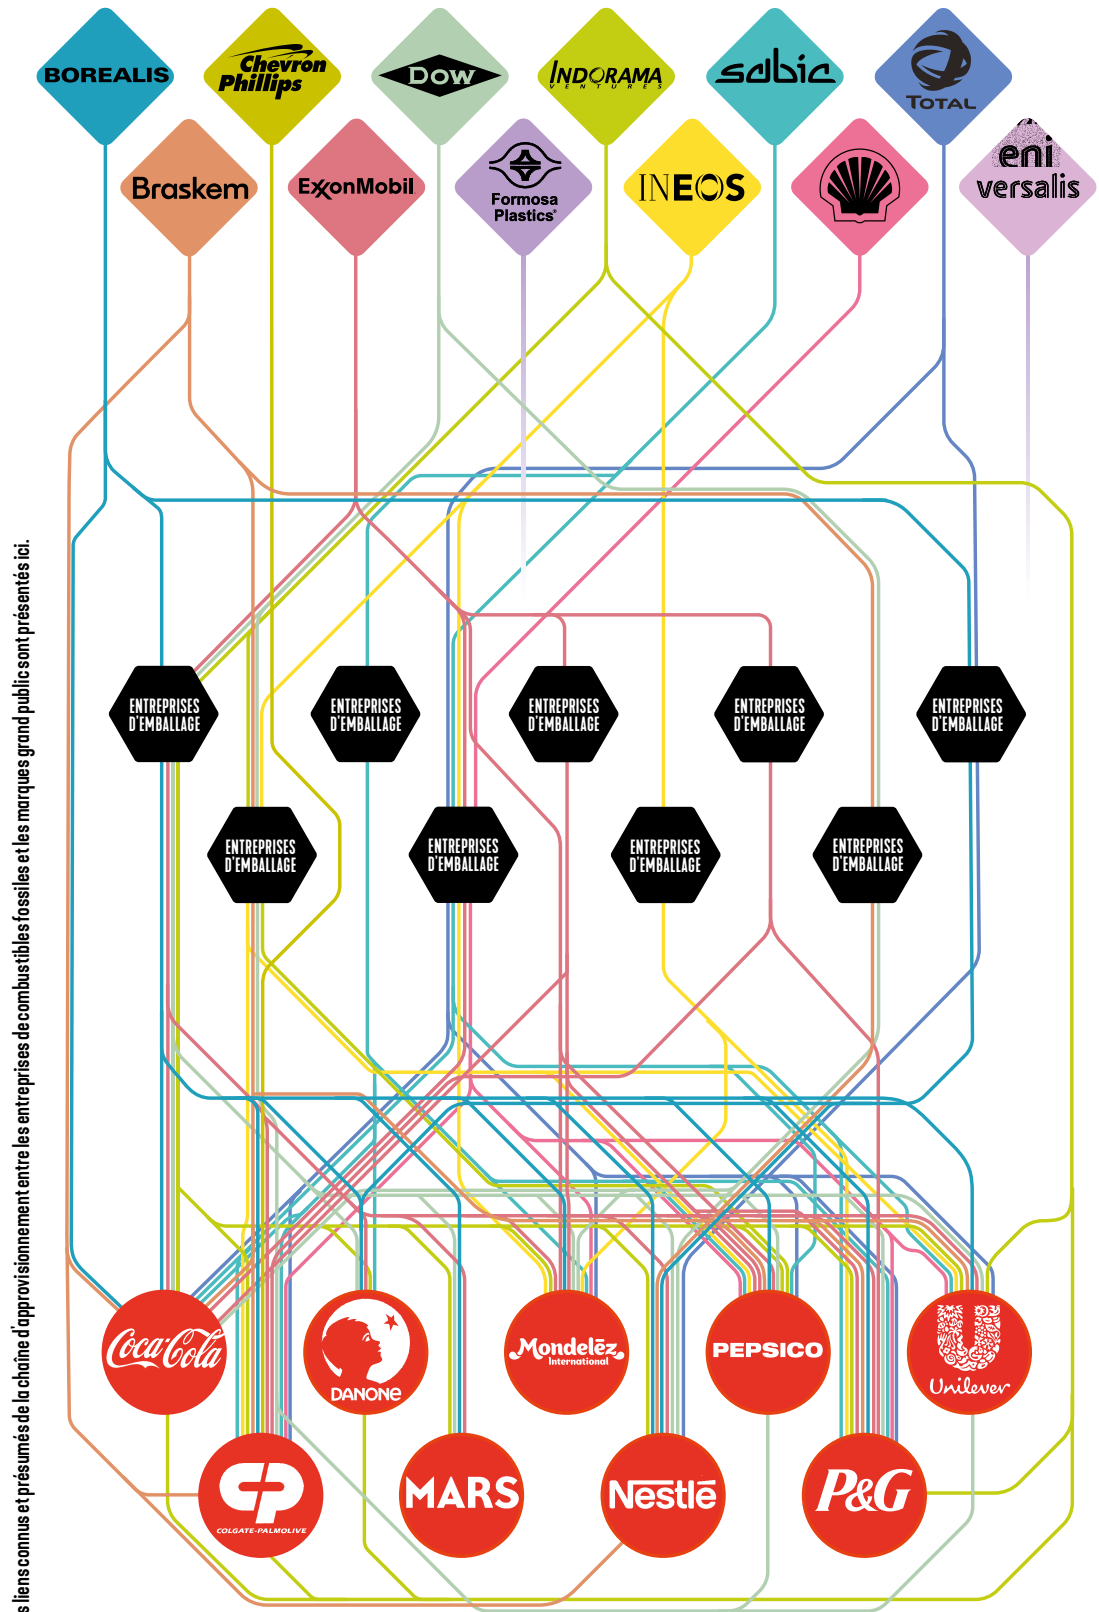 BOREALIS
Chevron
Phillips
DOW
INDORAMA
VENTURES
sabic
TOTAL
Braskem
ExxonMobil
Formosa
Plastics®
INEOS
eni
versalis
s liens connus et présumés de la chaîne d'approvisionnement entre les entreprises de combustibles fossiles et les marques grand public sont présentés ici.
ENTREPRISES
D'EMBALLAGE
ENTREPRISES
D'EMBALLAGE
ENTREPRISES
D'EMBALLAGE
ENTREPRISES
D'EMBALLAGE
ENTREPRISES
D'EMBALLAGE
ENTREPRISES
D'EMBALLAGE
ENTREPRISES
D'EMBALLAGE
ENTREPRISES
D'EMBALLAGE
ENTREPRISES
D'EMBALLAGE
Coca-Cola
DANONE
Mondelēz
International
PEPSICO
Unilever
CP
COLGATE-PALMOLIVE
MARS
Nestlé
P&G